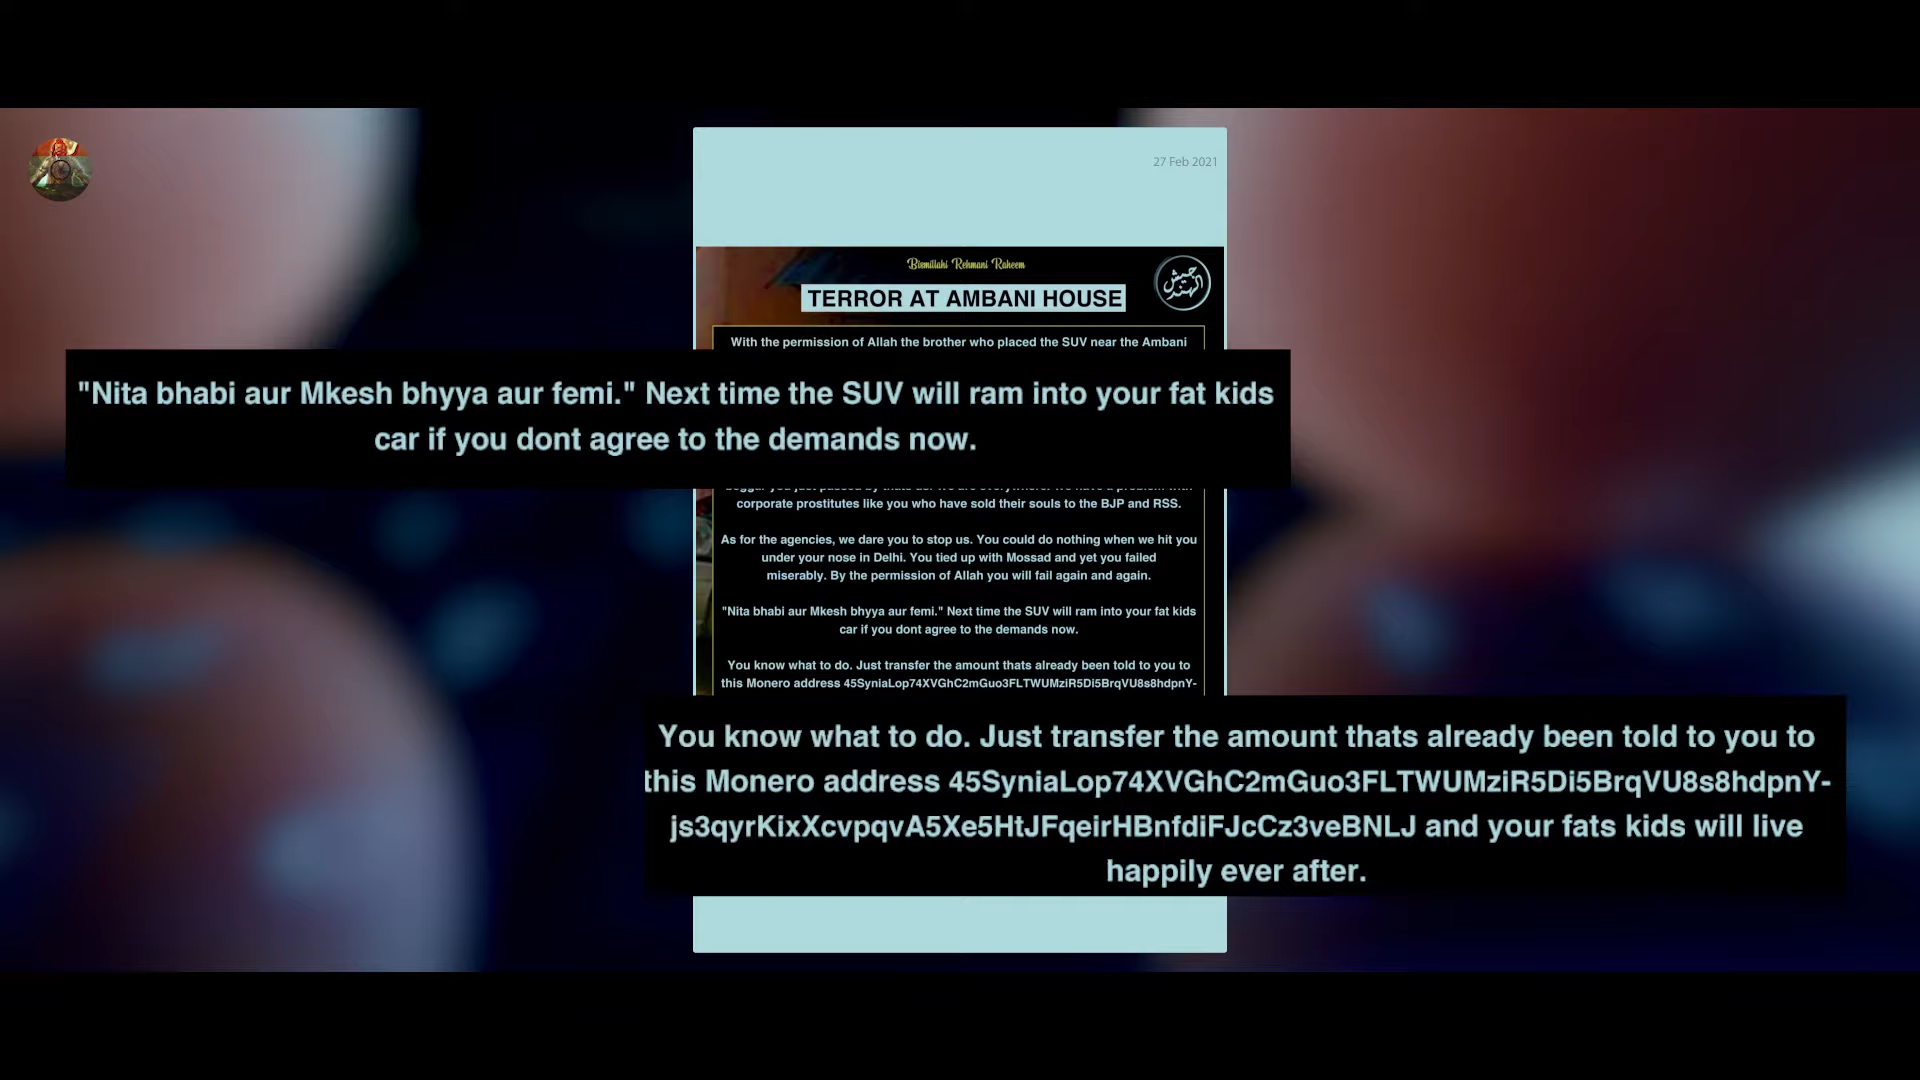 27 Feb 2021
Bismillahi Rehmani Raheem
جيش الهند
TERROR AT AMBANI HOUSE
With the permission of Allah the brother who placed the SUV near the Ambani
"Nita bhabi aur Mkesh bhyya aur femi." Next time the SUV will ram into your fat kids
car if you dont agree to the demands now.
corporate prostitutes like you who have sold their souls to the BJP and RSS.
As for the agencies, we dare you to stop us. You could do nothing when we hit you
under your nose in Delhi. You tied up with Mossad and yet you failed
miserably. By the permission of Allah you will fail again and again.
"Nita bhabi aur Mkesh bhyya aur femi." Next time the SUV will ram into your fat kids
car if you dont agree to the demands now.
You know what to do. Just transfer the amount thats already been told to you to
this Monero address 45SyniaLop74XVGhC2mGuo3FLTWUMziR5Di5BrqVU8s8hdpnY-
You know what to do. Just transfer the amount thats already been told to you to
this Monero address 45SyniaLop74XVGhC2mGuo3FLTWUMziR5Di5BrqVU8s8hdpnY-
js3qyrKixXcvpqvA5Xe5HtJFqeirHBnfdiFJcCz3veBNLJ and your fats kids will live
happily ever after.